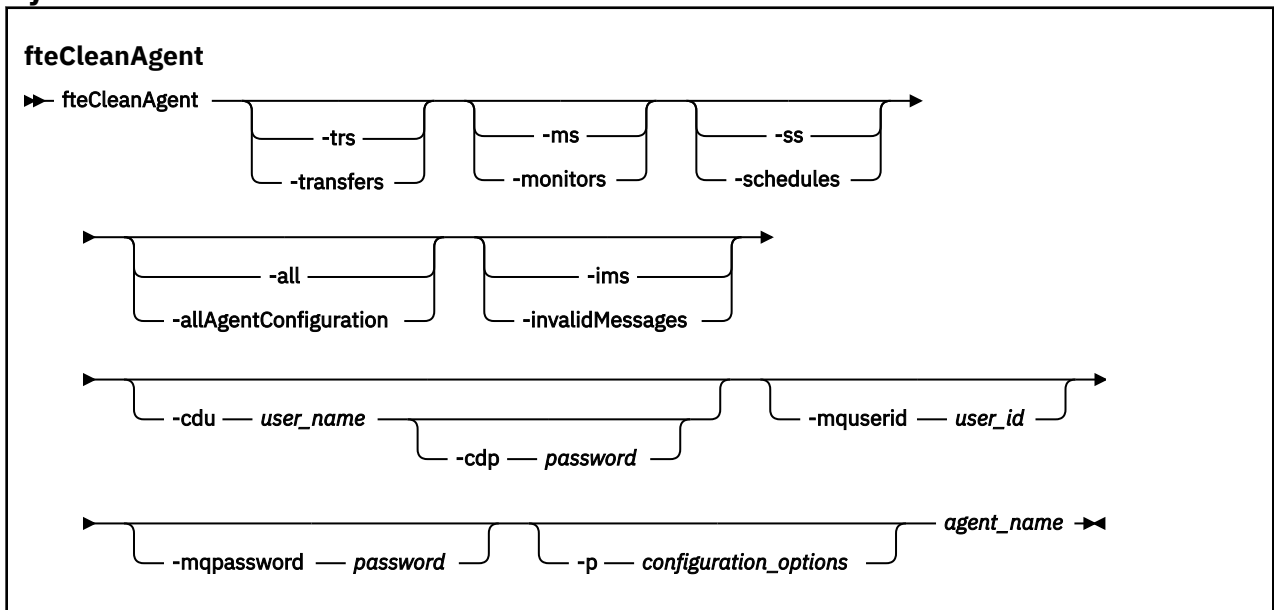 fteCleanAgent
fteCleanAgent
-trs -ms -ss
-transfers -monitors -schedules
-all -ims
-allAgentConfiguration -invalidMessages
-cdu user_name -mquserid user_id
-cdp password
agent_name
-mqpassword password -p configuration_options